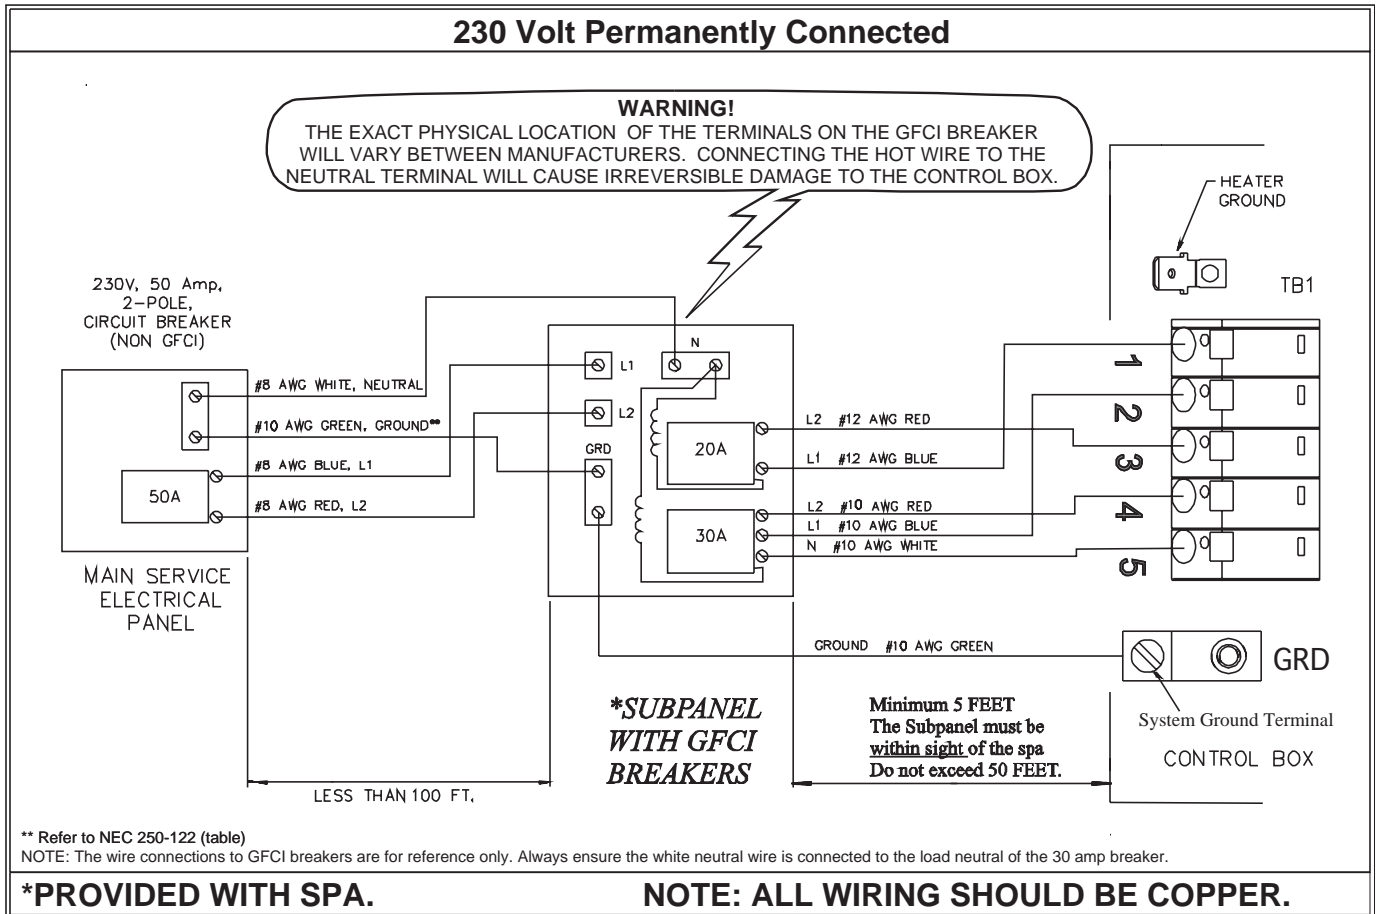 230 Volt Permanently Connected
WARNING!
THE EXACT PHYSICAL LOCATION OF THE TERMINALS ON THE GFCI BREAKER
WILL VARY BETWEEN MANUFACTURERS. CONNECTING THE HOT WIRE TO THE
NEUTRAL TERMINAL WILL CAUSE IRREVERSIBLE DAMAGE TO THE CONTROL BOX.
HEATER
GROUND
TB1
230V, 50 Amp,
2-POLE,
CIRCUIT BREAKER
(NON GFCI)
#8 AWG WHITE, NEUTRAL
#10 AWG GREEN, GROUND**
#8 AWG BLUE, L1
#8 AWG RED, L2
50A
MAIN SERVICE
ELECTRICAL
PANEL
N
L1
L2
GRD
20A
30A
L2 #12 AWG RED
L1 #12 AWG BLUE
L2 #10 AWG RED
L1 #10 AWG BLUE
N #10 AWG WHITE
1
2
3
4
5
GROUND #10 AWG GREEN
GRD
System Ground Terminal
CONTROL BOX
*SUBPANEL
WITH GFCI
BREAKERS
Minimum 5 FEET
The Subpanel must be
within sight of the spa
Do not exceed 50 FEET.
LESS THAN 100 FT.
** Refer to NEC 250-122 (table)
NOTE: The wire connections to GFCI breakers are for reference only. Always ensure the white neutral wire is connected to the load neutral of the 30 amp breaker.
*PROVIDED WITH SPA.
NOTE: ALL WIRING SHOULD BE COPPER.